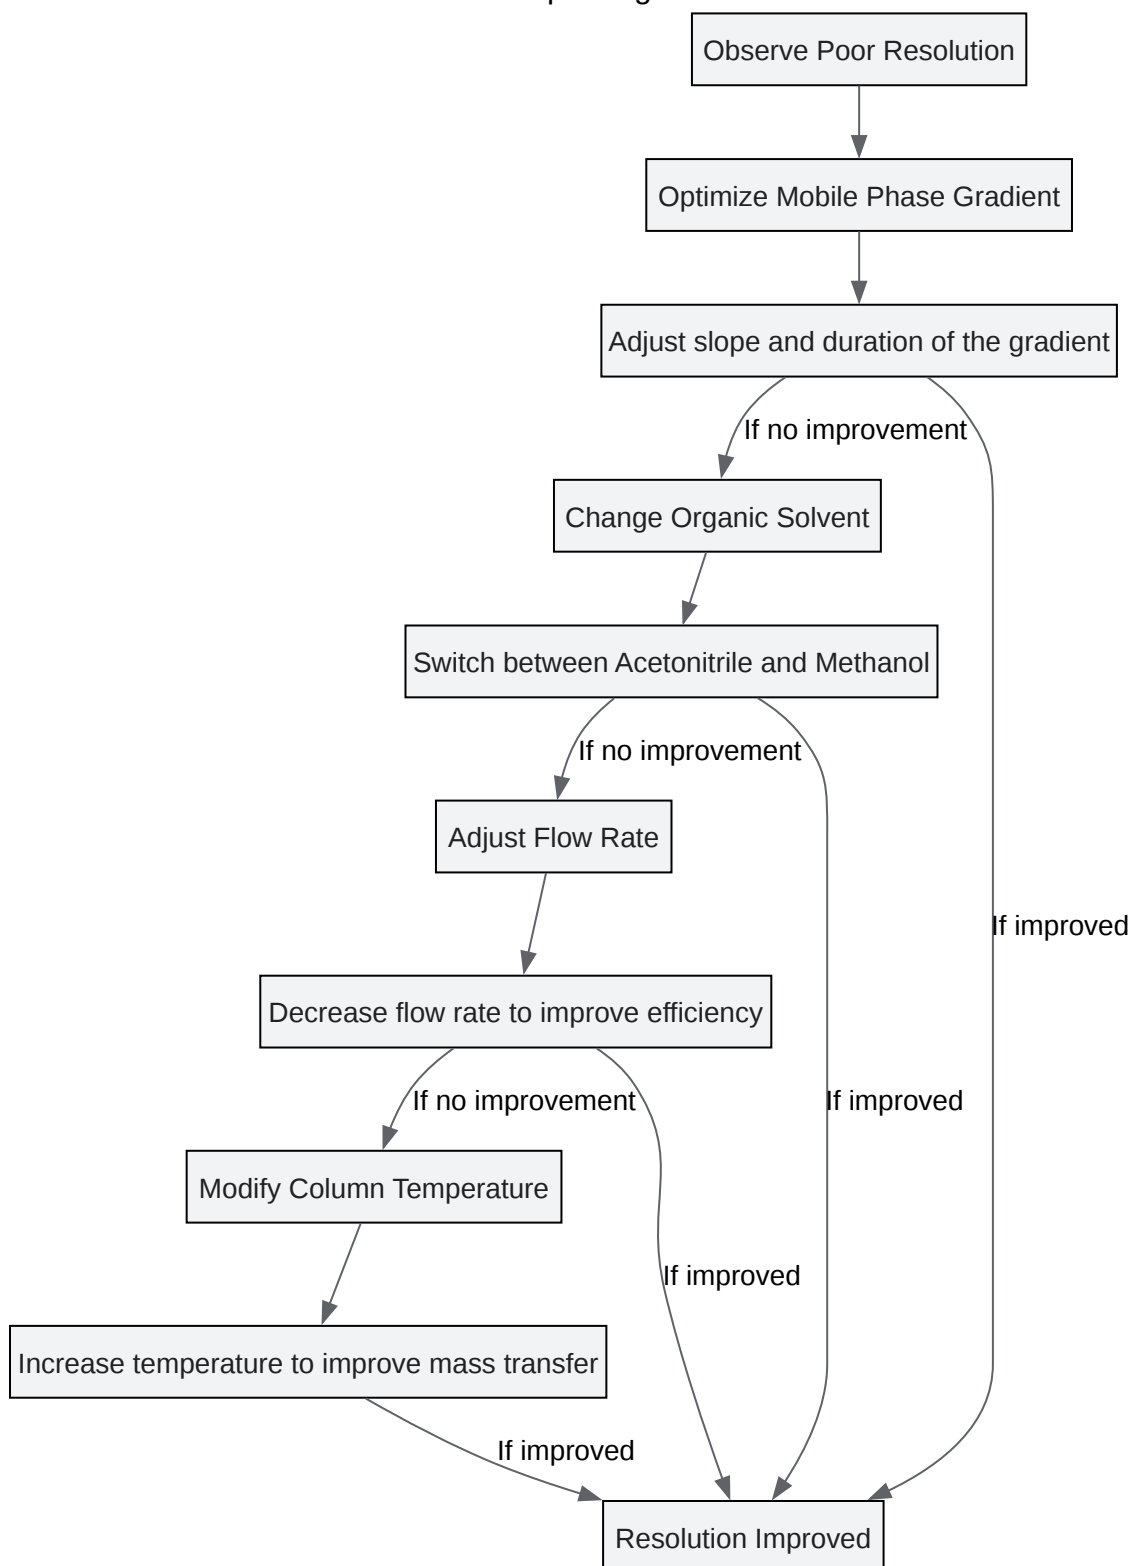 Observe Poor Resolution
Optimize Mobile Phase Gradient
Adjust slope and duration of the gradient
If no improvement
Change Organic Solvent
Switch between Acetonitrile and Methanol
If no improvement
Adjust Flow Rate
If improved
Decrease flow rate to improve efficiency
If no improvement
If improved
Modify Column Temperature
If improved
Increase temperature to improve mass transfer
If improved
Resolution Improved